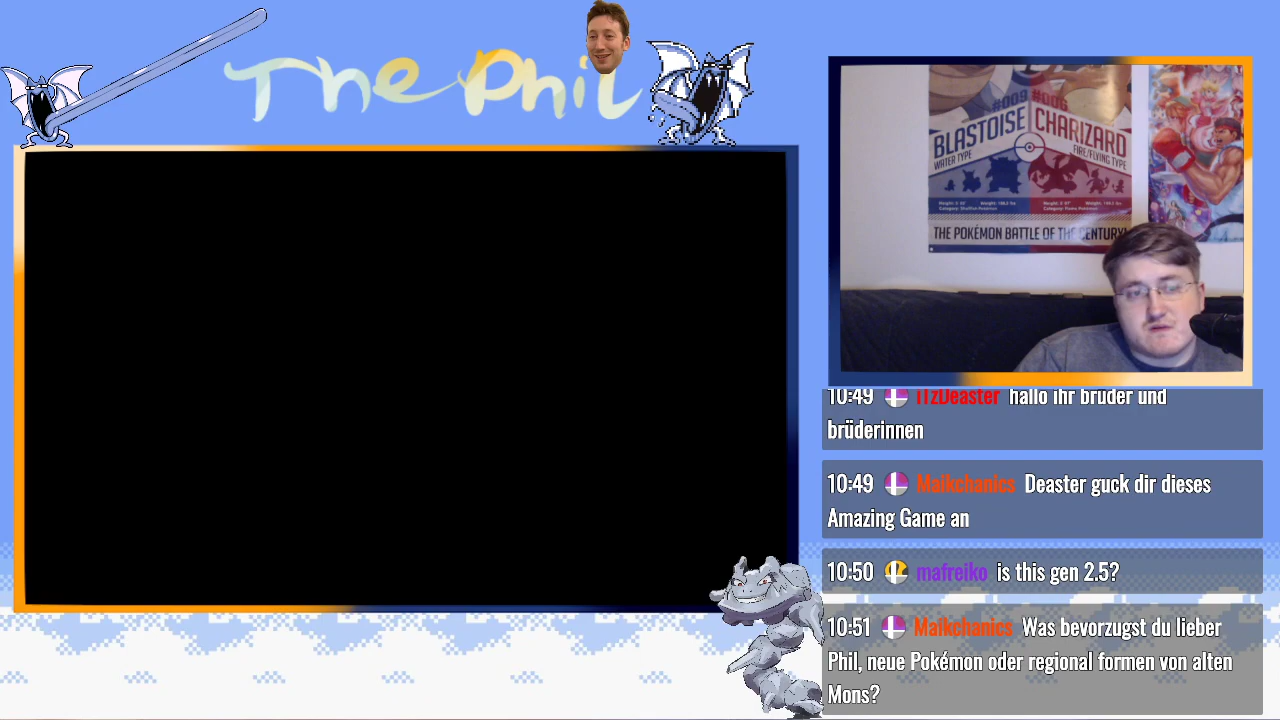 The Phil
#009 #006
BLASTOISE CHARIZARD
WATER TYPE FIRE/FLYING TYPE
THE POKÉMON BATTLE OF THE CENTURY!
10:49 iTzDeaster hallo ihr brüder und
brüderinnen
10:49 Maikchanics Deaster guck dir dieses
Amazing Game an
10:50 mafreiko is this gen 2.5?
10:51 Maikchanics Was bevorzugst du lieber
Phil, neue Pokémon oder regional formen von alten
Mons?